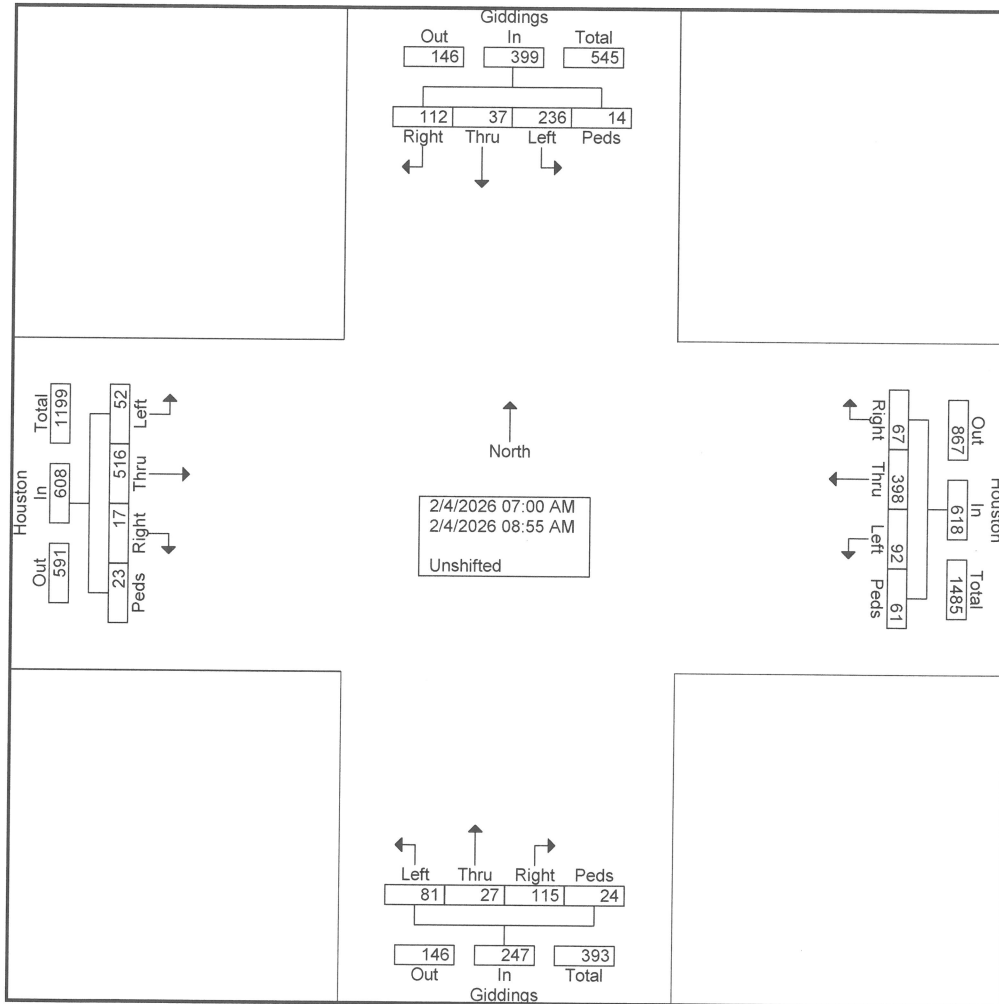 Giddings
Out In Total
146 399 545
112 37 236 14
Right Thru Left Peds
Houston
Total In Out
1199 608 591
52 516 17 23
Left Thru Right Peds
North
2/4/2026 07:00 AM
2/4/2026 08:55 AM
Unshifted
Right Thru Left Peds
67 398 92 61
Out In Total
867 618 1485
Houston
Left Thru Right Peds
81 27 115 24
146 247 393
Out In Total
Giddings